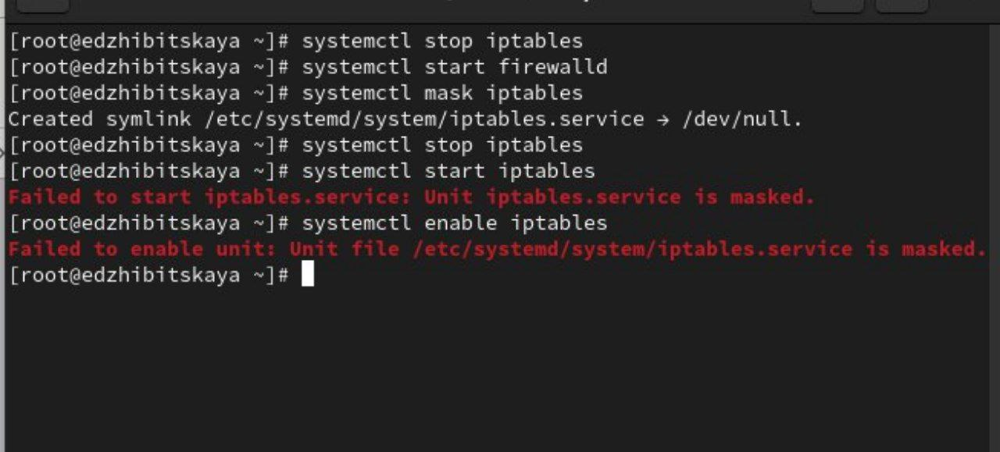 [root@edzhibitskaya ~]# systemctl stop iptables
[root@edzhibitskaya ~]# systemctl start firewalld
[root@edzhibitskaya ~]# systemctl mask iptables
Created symlink /etc/systemd/system/iptables.service → /dev/null.
[root@edzhibitskaya ~]# systemctl stop iptables
[root@edzhibitskaya ~]# systemctl start iptables
Failed to start iptables.service: Unit iptables.service is masked.
[root@edzhibitskaya ~]# systemctl enable iptables
Failed to enable unit: Unit file /etc/systemd/system/iptables.service is masked.
[root@edzhibitskaya ~]#